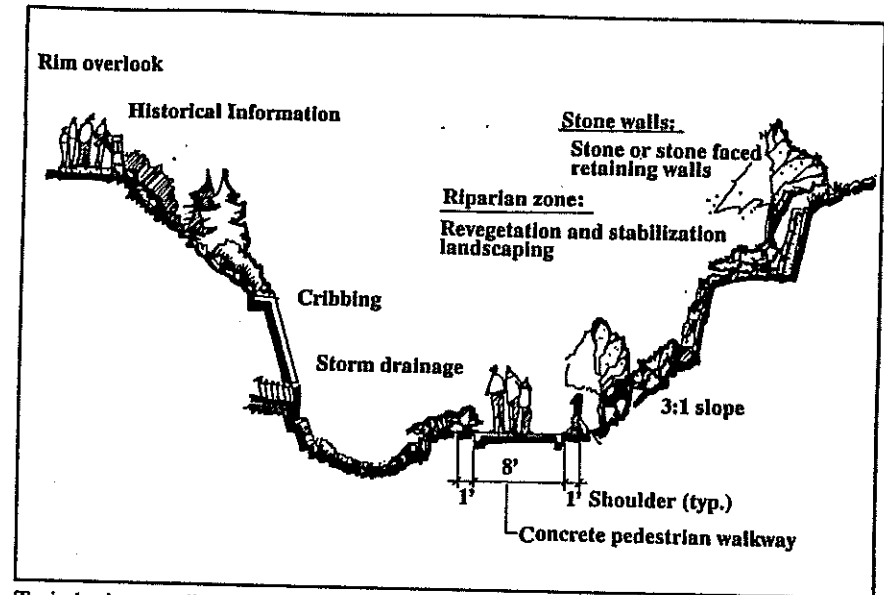 Rim overlook
Historical Information
Stone walls:
Stone or stone faced
retaining walls
Riparian zone:
Revegetation and stabilization
landscaping
Cribbing
Storm drainage
3:1 slope
8'
1'
1' Shoulder (typ.)
Concrete pedestrian walkway